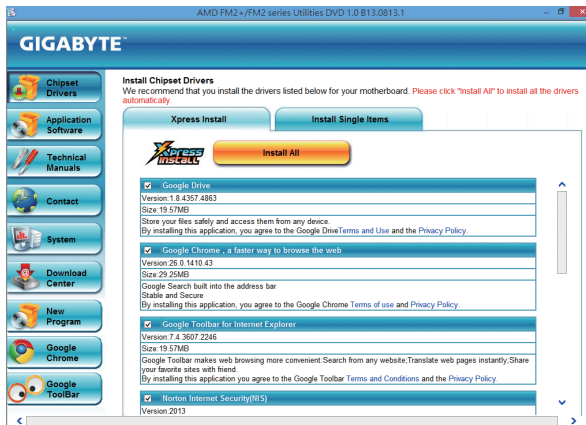 AMD FM2+/FM2 series Utilities DVD 1.0 B13.0813.1
GIGABYTE™
Chipset
Drivers
Application
Software
Technical
Manuals
Contact
System
Download
Center
New
Program
Google
Chrome
Google
ToolBar
Install Chipset Drivers
We recommend that you install the drivers listed below for your motherboard. Please click "Install All" to install all the drivers
automatically.
Xpress Install
Install Single Items
Xpress
Install
Install All
Google Drive
Version:1.8.4357.4863
Size:19.57MB
Store your files safely and access them from any device.
By installing this application, you agree to the Google DriveTerms and Use and the Privacy Policy.
Google Chrome , a faster way to browse the web
Version:26.0.1410.43
Size:29.25MB
Google Search built into the address bar
Stable and Secure
By installing this application, you agree to the Google Chrome Terms of use and Privacy Policy.
Google Toolbar for Internet Explorer
Version:7.4.3607.2246
Size:19.57MB
Google Toolbar makes web browsing more convenient:Search from any website;Translate web pages instantly;Share
your favorite sites with friend.
By installing this application you agree to the Google Toolbar Terms and Conditions and the Privacy Policy.
Norton Internet Security(NIS)
Version:2013